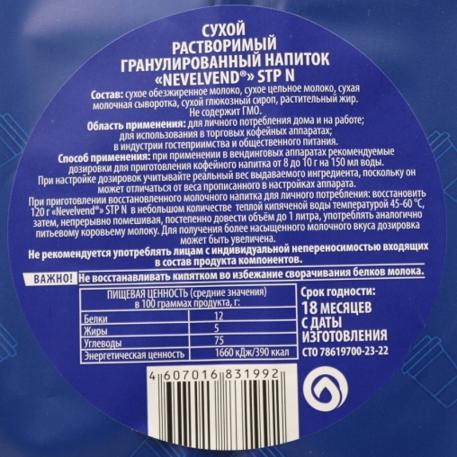 СУХОЙ
РАСТВОРИМЫЙ
ГРАНУЛИРОВАННЫЙ НАПИТОК
«NEVELVEND®» STP N
Состав: сухое обезжиренное молоко, сухое цельное молоко, сухая
молочная сыворотка, сухой глюкозный сироп, растительный жир.
Не содержит ГМО.
Область применения: для личного потребления дома и на работе;
для использования в торговых кофейных аппаратах;
в индустрии гостеприимства и общественного питания.
Способ применения: при применении в вендинговых аппаратах рекомендуемые
дозировки для приготовления кофейного напитка от 8 до 10 г на 150 мл воды.
При настройке дозировок учитывайте реальный вес выдаваемого ингредиента, поскольку он
может отличаться от веса прописанного в настройках аппарата.
При приготовлении восстановленного молочного напитка для личного потребления: восстановить
120 г «Nevelvend®» STP N в небольшом количестве теплой кипяченой воды температурой 45-60 °С,
затем, непрерывно помешивая, постепенно довести объём до 1 литра, употреблять аналогично
питьевому коровьему молоку. Для получения более насыщенного молочного вкуса дозировка
может быть увеличена.
Не рекомендуется употреблять лицам с индивидуальной непереносимостью входящих
в состав продукта компонентов.
ВАЖНО! Не восстанавливать кипятком во избежание сворачивания белков молока.
ПИЩЕВАЯ ЦЕННОСТЬ (средние значения)
в 100 граммах продукта, г:
Белки 12
Жиры 5
Углеводы 75
Энергетическая ценность 1660 кДж/390 ккал
Срок годности:
18 МЕСЯЦЕВ
С ДАТЫ
ИЗГОТОВЛЕНИЯ
СТО 78619700-23-22
4 607016 831992